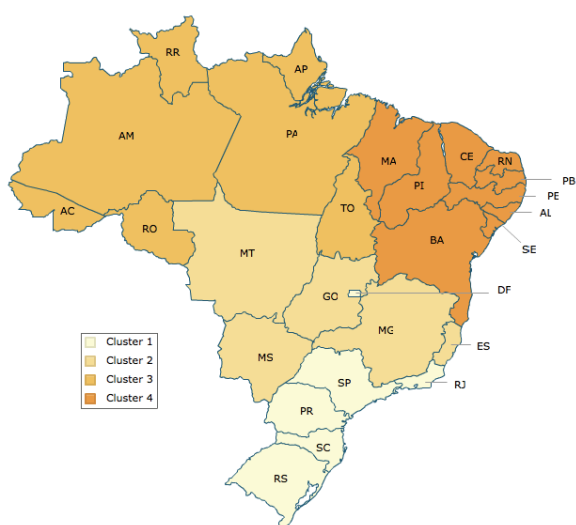 RR
AP
AM
PA
MA
CE
RN
PB
PI
PE
AC
TO
AL
RO
BA
SE
MT
DF
GO
MG
Cluster 1
ES
Cluster 2
MS
Cluster 3
SP
RJ
Cluster 4
PR
SC
RS